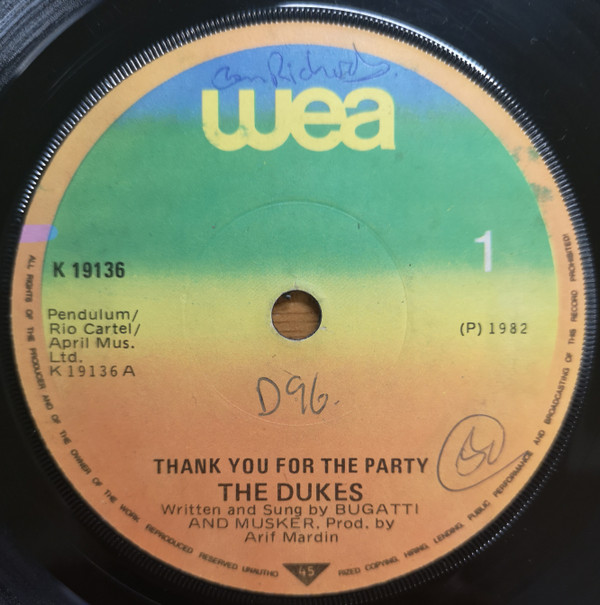 wea
K 19136
1
Pendulum/
Rio Cartel/
April Mus.
Ltd.
K 19136 A
(P) 1982
D96.
THANK YOU FOR THE PARTY
THE DUKES
Written and Sung by BUGATTI
AND MUSKER. Prod. by
Arif Mardin
45
ALL RIGHTS OF THE PRODUCER AND OF THE OWNER OF THE WORK REPRODUCED RESERVED UNAUTHO RIZED COPYING, HIRING, LENDING, PUBLIC PERFORMANCE AND BROADCASTING OF THIS RECORD PROHIBITED